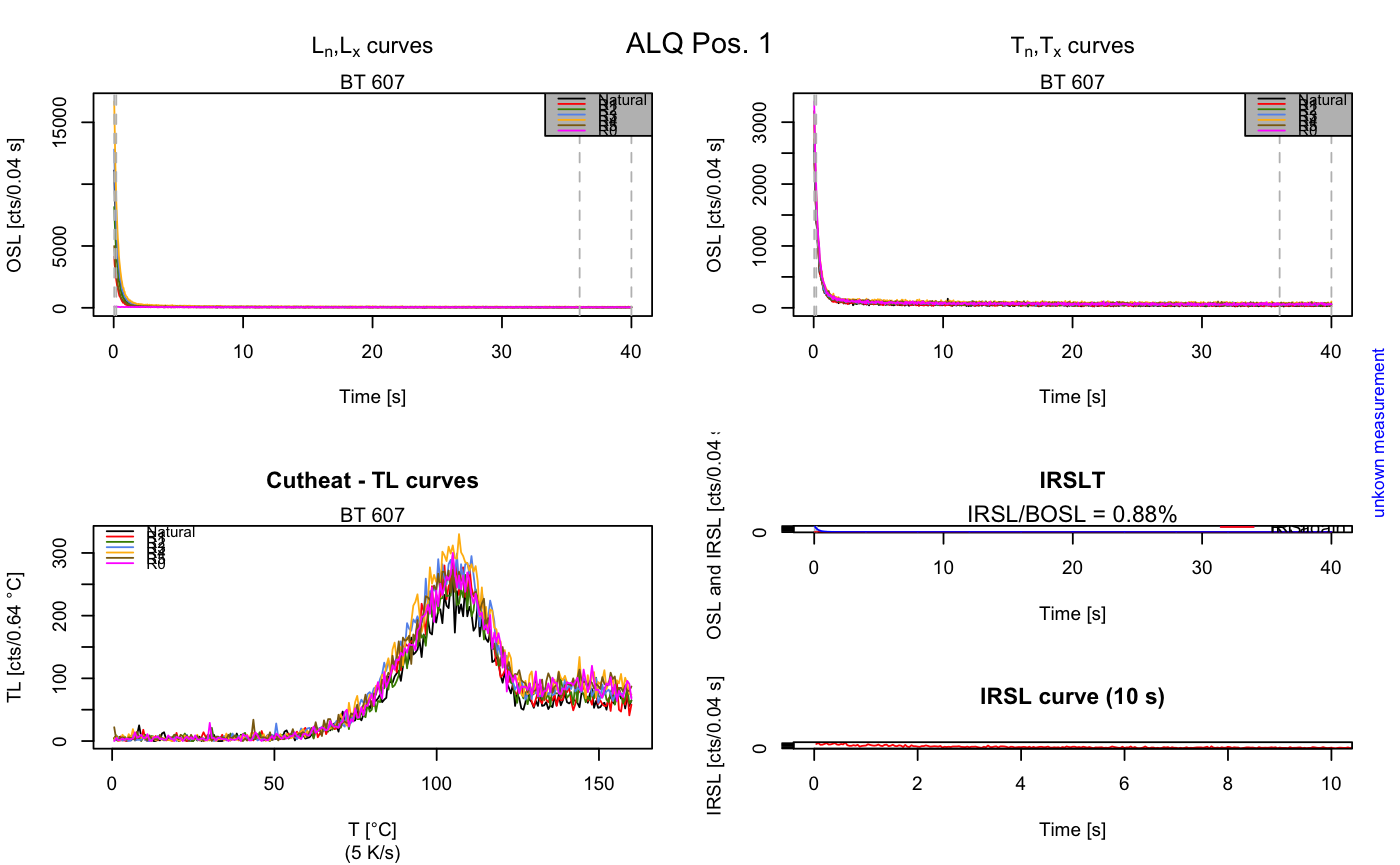 ALQ Pos. 1
Ln,Lx curves
BT 607
OSL [cts/0.04 s]
15000
5000
0
Natural
R0
0 10 20 30 40
Time [s]
Tn,Tx curves
BT 607
OSL [cts/0.04 s]
3000
2000
1000
0
Natural
R0
0 10 20 30 40
Time [s]
unkown measurement
Cutheat - TL curves
BT 607
TL [cts/0.64 °C]
300
200
100
0
Natural
R0
0 50 100 150
T [°C]
(5 K/s)
IRSLT
IRSL/BOSL = 0.88%
OSL and IRSL [cts/0.04 s
0
0 10 20 30 40
Time [s]
IRSL curve (10 s)
IRSL [cts/0.04 s]
0
0 2 4 6 8 10
Time [s]